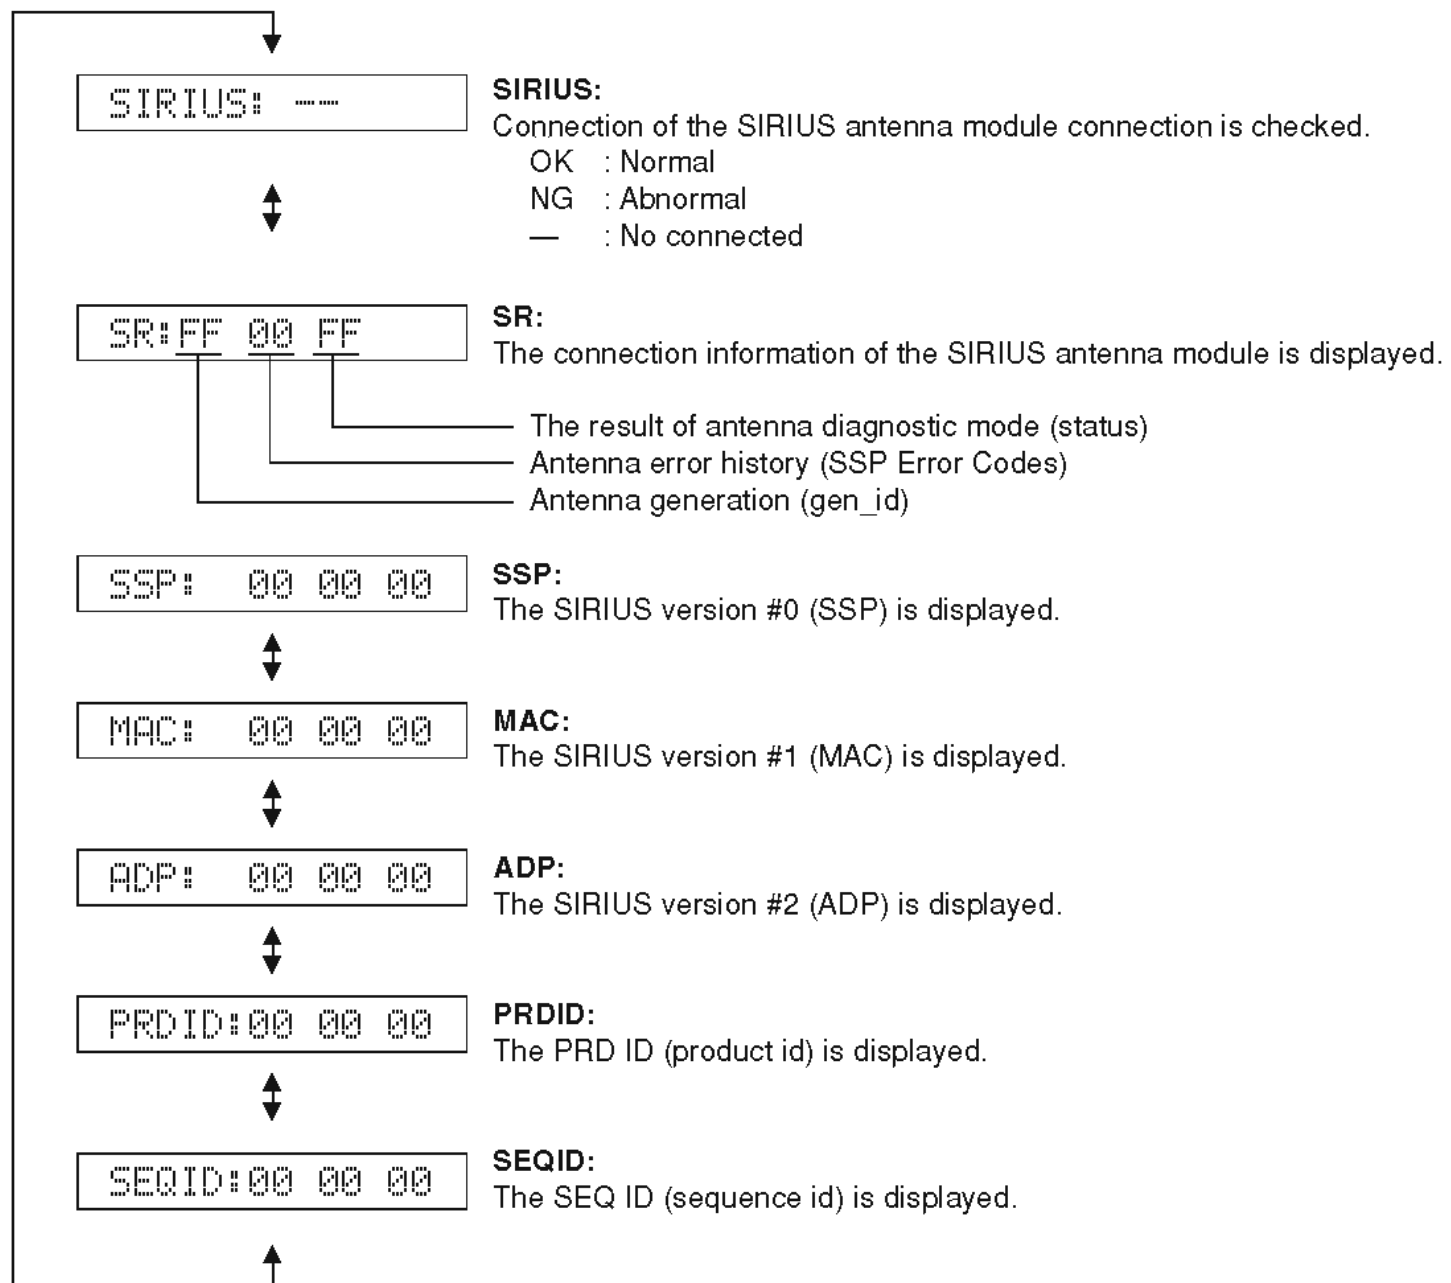 SIRIUS: --
SIRIUS:
Connection of the SIRIUS antenna module connection is checked.
OK : Normal
NG : Abnormal
— : No connected
SR:FF 00 FF
SR:
The connection information of the SIRIUS antenna module is displayed.
The result of antenna diagnostic mode (status)
Antenna error history (SSP Error Codes)
Antenna generation (gen_id)
SSP: 00 00 00
SSP:
The SIRIUS version #0 (SSP) is displayed.
MAC: 00 00 00
MAC:
The SIRIUS version #1 (MAC) is displayed.
ADP: 00 00 00
ADP:
The SIRIUS version #2 (ADP) is displayed.
PRDID:00 00 00
PRDID:
The PRD ID (product id) is displayed.
SEQID:00 00 00
SEQID:
The SEQ ID (sequence id) is displayed.